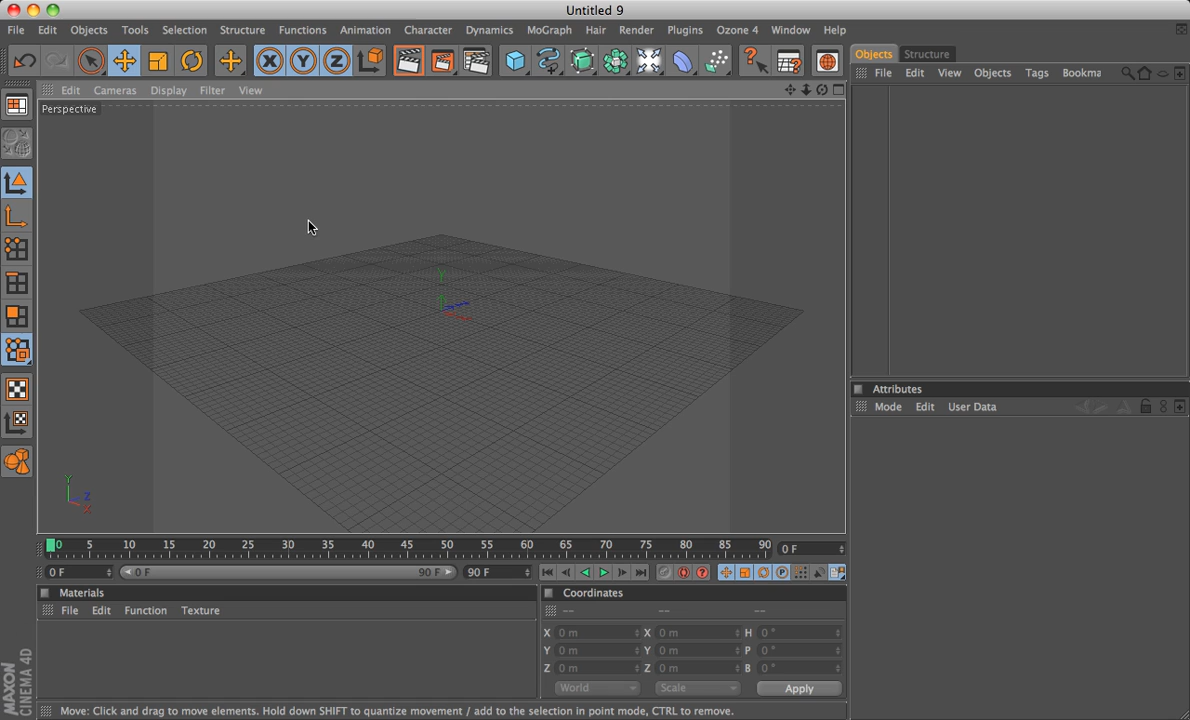 Untitled 9
File Edit Objects Tools Selection Structure Functions Animation Character Dynamics MoGraph Hair Render Plugins Ozone 4 Window Help
X Y Z
Objects Structure
File Edit View Objects Tags Bookma
Edit Cameras Display Filter View
Perspective
Y
Y
Z
X
Attributes
Mode Edit User Data
0 5 10 15 20 25 30 35 40 45 50 55 60 65 70 75 80 85 90 0 F
0 F 0 F 90 F 90 F
Materials
File Edit Function Texture
Coordinates
-- -- --
X 0 m X 0 m H 0 °
Y 0 m Y 0 m P 0 °
Z 0 m Z 0 m B 0 °
World Scale Apply
MAXON
CINEMA 4D
Move: Click and drag to move elements. Hold down SHIFT to quantize movement / add to the selection in point mode, CTRL to remove.